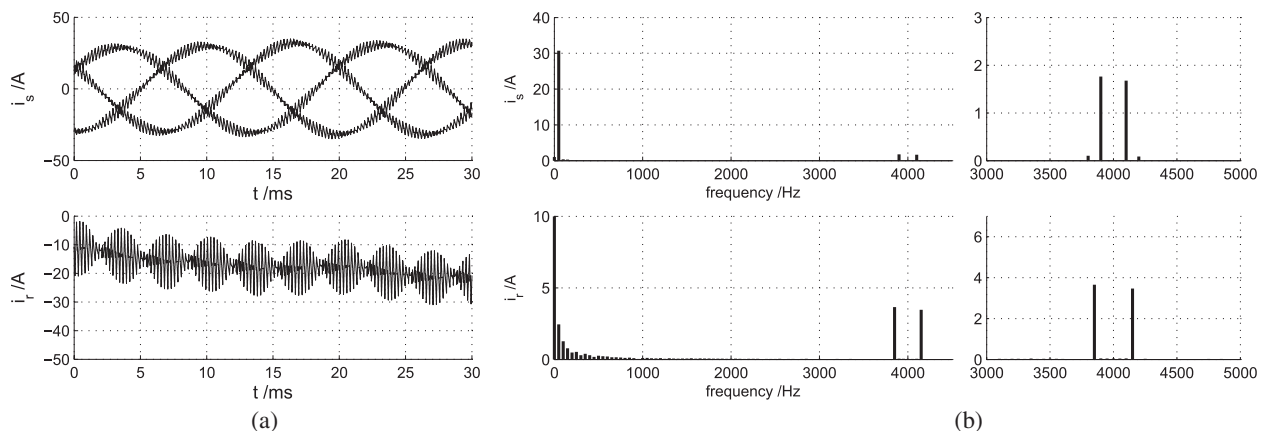 50
0
−50
i_s /A
0 5 10 15 20 25 30
t /ms
0
−10
−20
−30
−40
−50
i_r /A
0 5 10 15 20 25 30
t /ms
(a)
40
30
20
10
0
i_s /A
0 1000 2000 3000 4000
frequency /Hz
3
2
1
0
3000 3500 4000 4500 5000
10
5
0
i_r /A
0 1000 2000 3000 4000
frequency /Hz
6
4
2
0
3000 3500 4000 4500 5000
(b)